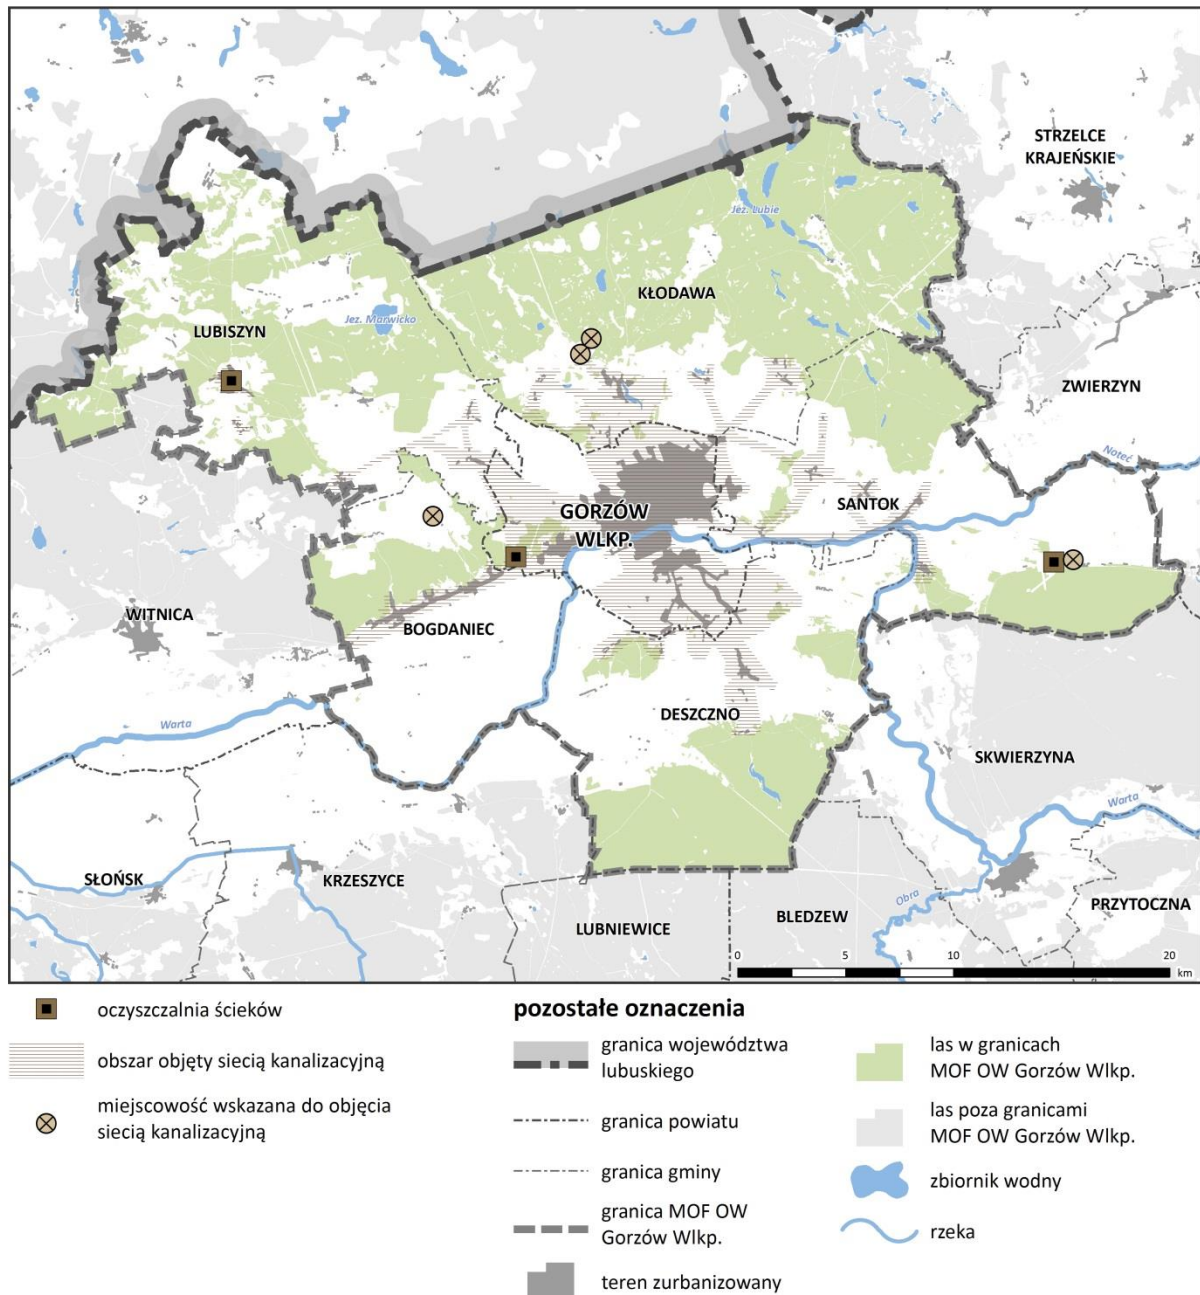 STRZELCE
KRAJEŃSKIE
Jez. Lubie
KŁODAWA
Jez. Marwicko
LUBISZYN
ZWIERZYN
Noteć
SANTOK
GORZÓW
WLKP.
WITNICA
BOGDANIEC
DESZCZNO
Warta
SKWIERZYNA
Warta
SŁOŃSK
KRZESZYCE
Obra
PRZYTOCZNA
BLEDZEW
LUBNIEWICE
0 5 10 20
km
oczyszczalnia ścieków
obszar objęty siecią kanalizacyjną
miejscowość wskazana do objęcia
siecią kanalizacyjną
pozostałe oznaczenia
granica województwa
lubuskiego
granica powiatu
granica gminy
granica MOF OW
Gorzów Wlkp.
teren zurbanizowany
las w granicach
MOF OW Gorzów Wlkp.
las poza granicami
MOF OW Gorzów Wlkp.
zbiornik wodny
rzeka